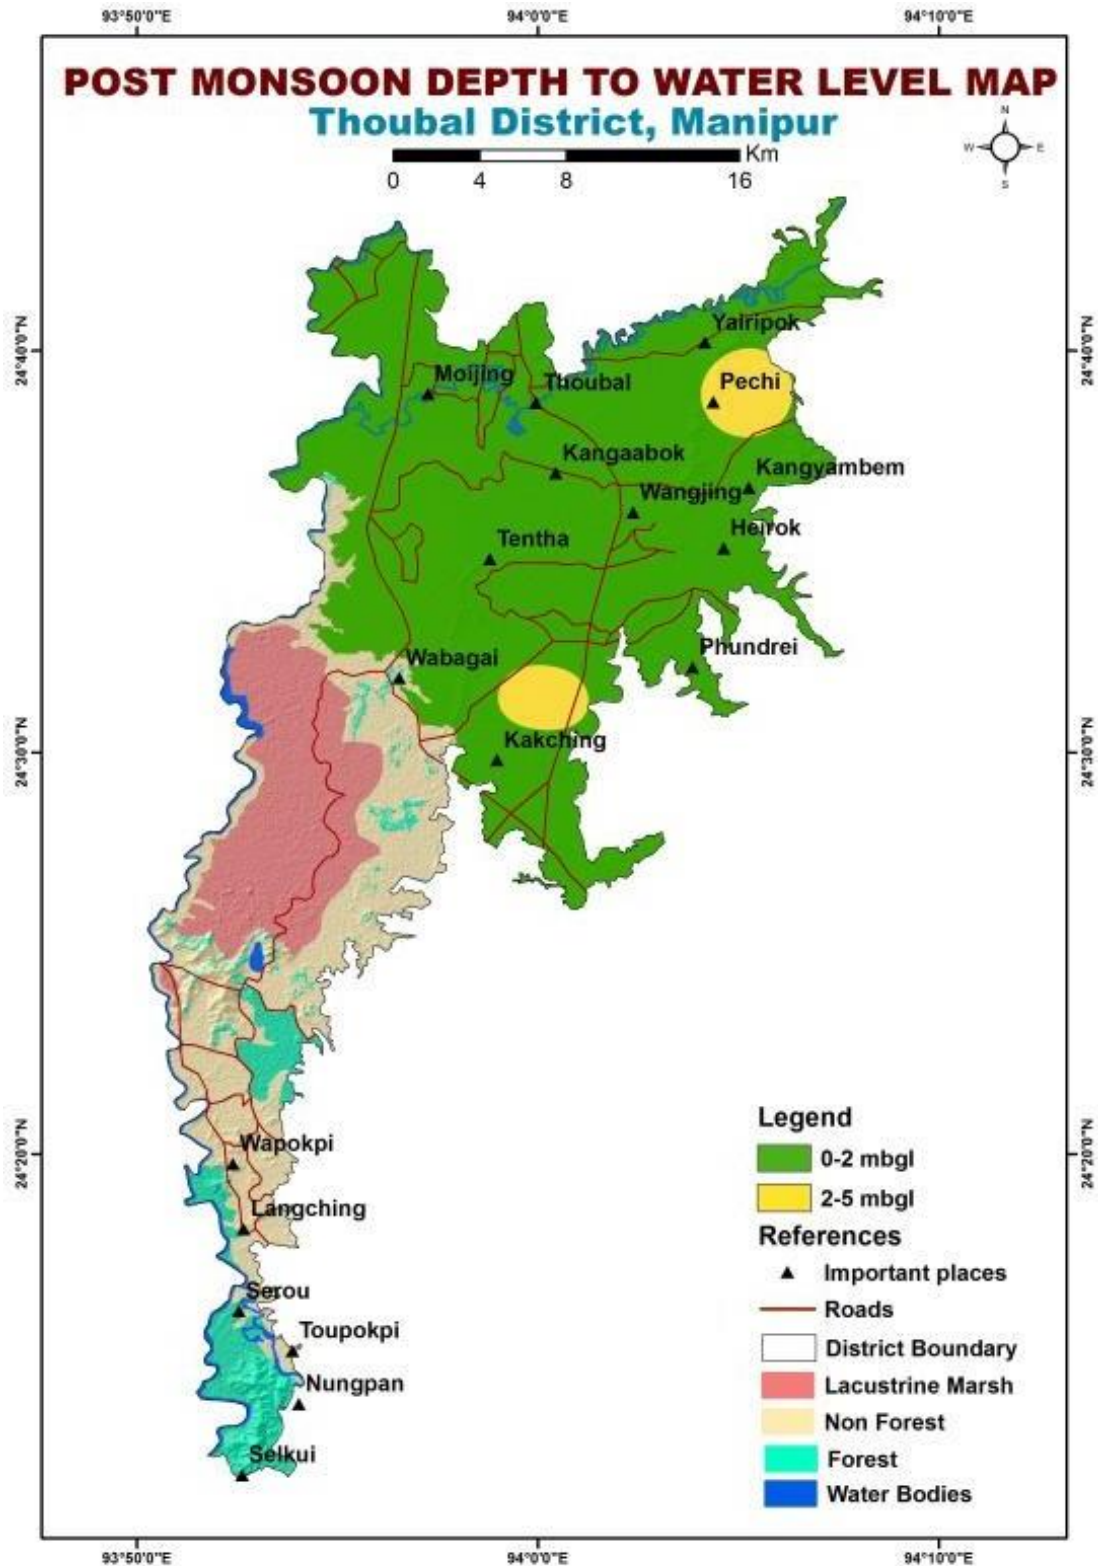 93°50'0"E 94°0'0"E 94°10'0"E
POST MONSOON DEPTH TO WATER LEVEL MAP
Thoubal District, Manipur
N
W E
S
Km
0 4 8 16
Yairipok
24°40'0"N 24°40'0"N
Moijing
Thoubal
Pechi
Kangaabok
Kangyambem
Wangjing
Heirok
Tentha
Phundrei
Wabagai
Kakching
24°30'0"N 24°30'0"N
Wapokpi
24°20'0"N 24°20'0"N
Langching
Serou
Toupokpi
Nungpan
Selkui
Legend
0-2 mbgl
2-5 mbgl
References
Important places
Roads
District Boundary
Lacustrine Marsh
Non Forest
Forest
Water Bodies
93°50'0"E 94°0'0"E 94°10'0"E